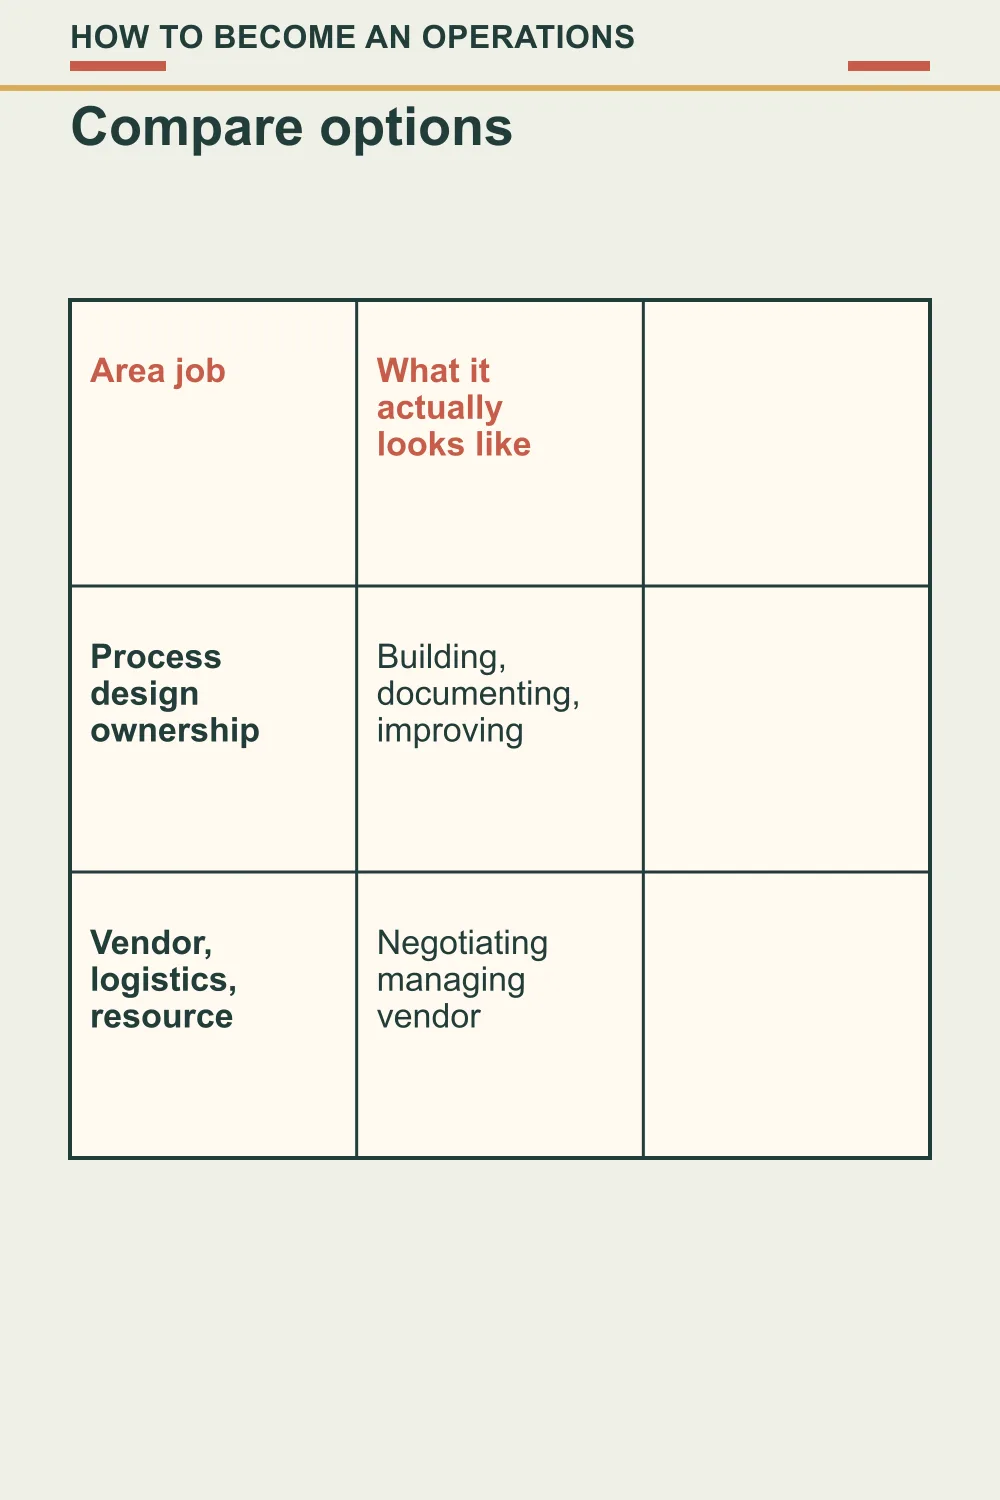 HOW TO BECOME AN OPERATIONS
Compare options
Area job
What it
actually
looks like
Process
design
ownership
Building,
documenting,
improving
Vendor,
logistics,
resource
Negotiating
managing
vendor